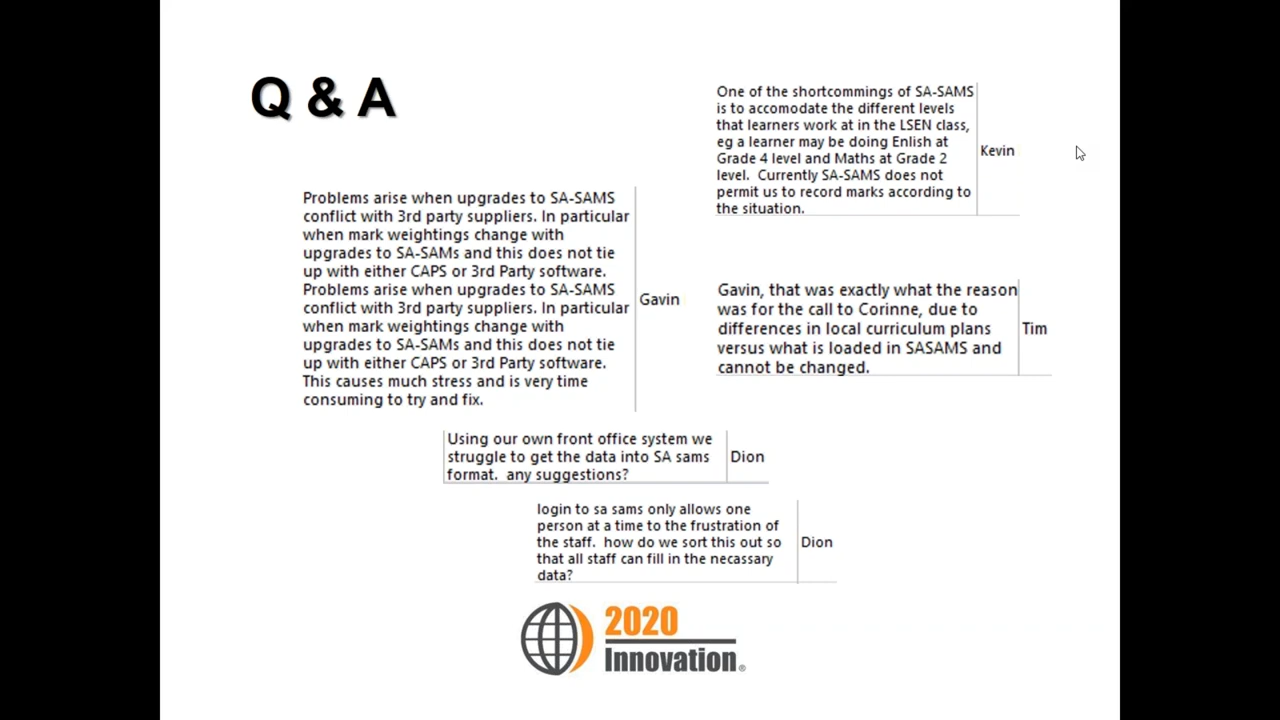 Q & A
One of the shortcommings of SA-SAMS
is to accomodate the different levels
that learners work at in the LSEN class,
eg a learner may be doing Enlish at
Grade 4 level and Maths at Grade 2
level. Currently SA-SAMS does not
permit us to record marks according to
the situation.
Kevin
Problems arise when upgrades to SA-SAMS
conflict with 3rd party suppliers. In particular
when mark weightings change with
upgrades to SA-SAMs and this does not tie
up with either CAPS or 3rd Party software.
Problems arise when upgrades to SA-SAMS
conflict with 3rd party suppliers. In particular
when mark weightings change with
upgrades to SA-SAMs and this does not tie
up with either CAPS or 3rd Party software.
This causes much stress and is very time
consuming to try and fix.
Gavin
Gavin, that was exactly what the reason
was for the call to Corinne, due to
differences in local curriculum plans
versus what is loaded in SASAMS and
cannot be changed.
Tim
Using our own front office system we
struggle to get the data into SA sams
format. any suggestions?
Dion
login to sa sams only allows one
person at a time to the frustration of
the staff. how do we sort this out so
that all staff can fill in the necassary
data?
Dion
2020
Innovation®